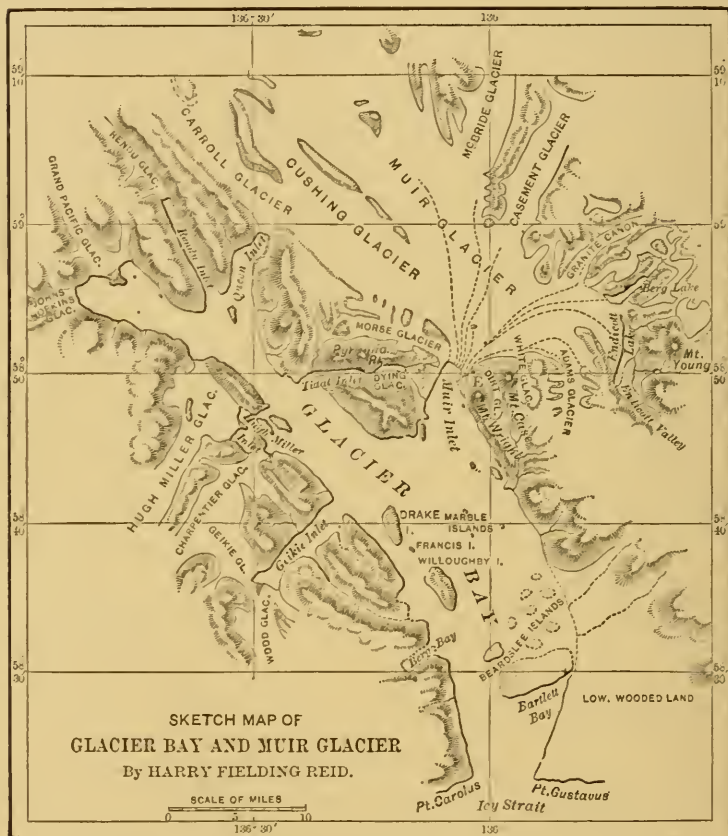 136°30'
136
59
10'
59
10
RENDU GLAC.
CARROLL GLACIER
GRAND PACIFIC GLAC.
CUSHING GLACIER
MUIR GLACIER
McBRIDE GLACIER
CASEMENT GLACIER
59
59
GRANITE CANON
Rendu Inlet
Queen Inlet
Berg Lake
JOHNS HOPKINS GLAC.
MORSE GLACIER
Endicott Lake
Mt. Young
58
50
58
50
Tidal Inlet
DYING GLAC.
Muir Inlet
DIRT GL.
WHITE GLAC.
ADAMS GLACIER
Mt. Wright
Mt. Case
Endicott Valley
GLACIER BAY
HUGH MILLER GLAC.
Hugh Miller Inlet
CHARPENTIER GLAC.
GEIKIE GL.
Geikie Inlet
WOOD GLAC.
DRAKE I.
MARBLE ISLANDS
FRANCIS I.
WILLOUGHBY I.
58
40
58
40
BEARDSLEE ISLANDS
Berg Bay
58
30
58
30
Bartlett Bay
LOW, WOODED LAND
SKETCH MAP OF
GLACIER BAY AND MUIR GLACIER
By HARRY FIELDING REID.
SCALE OF MILES
0 5 10
Pt. Carolus
Icy Strait
Pt. Gustavus
136°30'
136